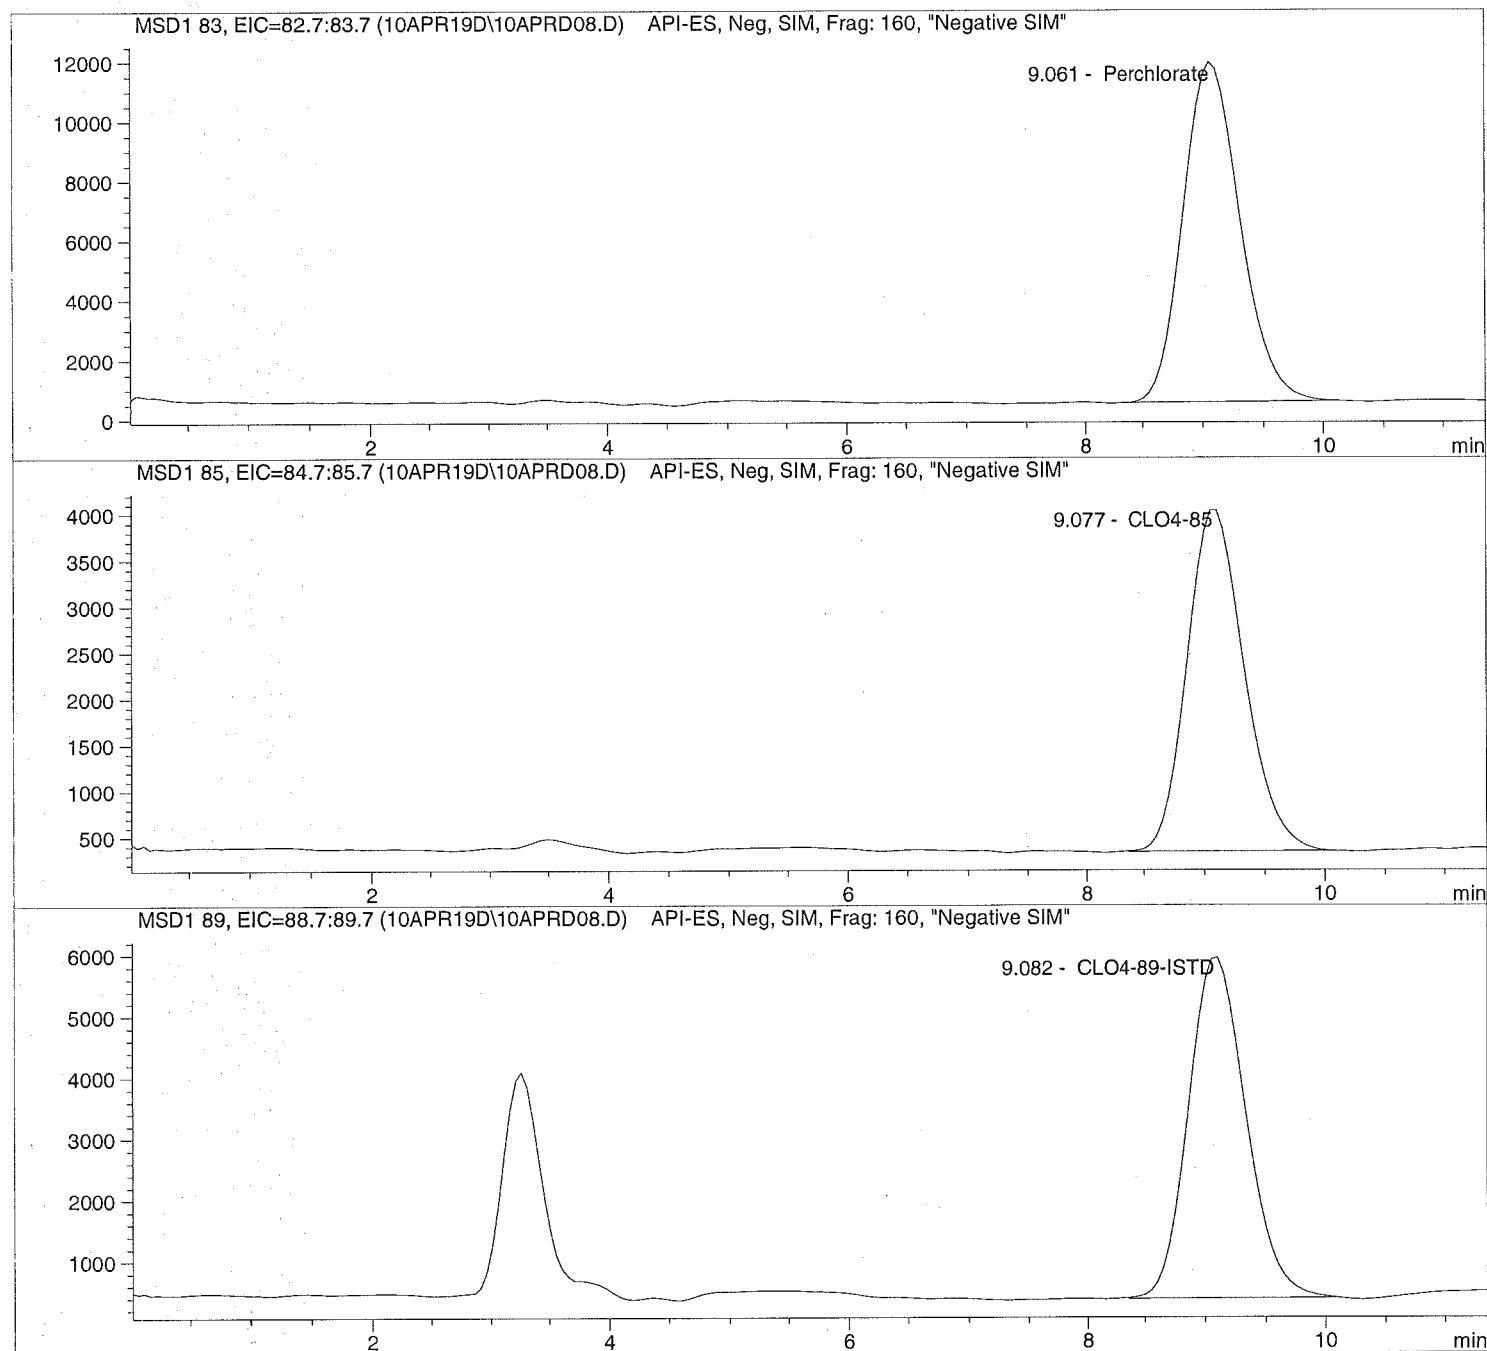 MSD1 83, EIC=82.7:83.7 (10APR19D\10APRD08.D) API-ES, Neg, SIM, Frag: 160, "Negative SIM"
12000
9.061 - Perchlorate
10000
8000
6000
4000
2000
0
2 4 6 8 10 min
MSD1 85, EIC=84.7:85.7 (10APR19D\10APRD08.D) API-ES, Neg, SIM, Frag: 160, "Negative SIM"
4000
9.077 - CLO4-85
3500
3000
2500
2000
1500
1000
500
2 4 6 8 10 min
MSD1 89, EIC=88.7:89.7 (10APR19D\10APRD08.D) API-ES, Neg, SIM, Frag: 160, "Negative SIM"
6000
9.082 - CLO4-89-ISTD
5000
4000
3000
2000
1000
2 4 6 8 10 min